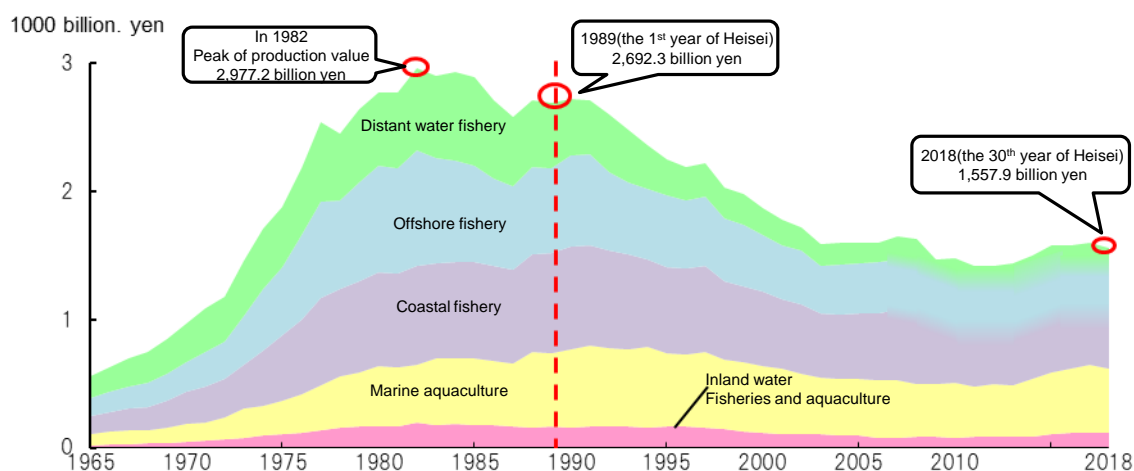 1000 billion. yen
In 1982
Peak of production value
2,977.2 billion yen
1989(the 1st year of Heisei)
2,692.3 billion yen
2018(the 30th year of Heisei)
1,557.9 billion yen
3
2
1
0
Distant water fishery
Offshore fishery
Coastal fishery
Marine aquaculture
Inland water
Fisheries and aquaculture
1965 1970 1975 1980 1985 1990 1995 2000 2005 2010 2018